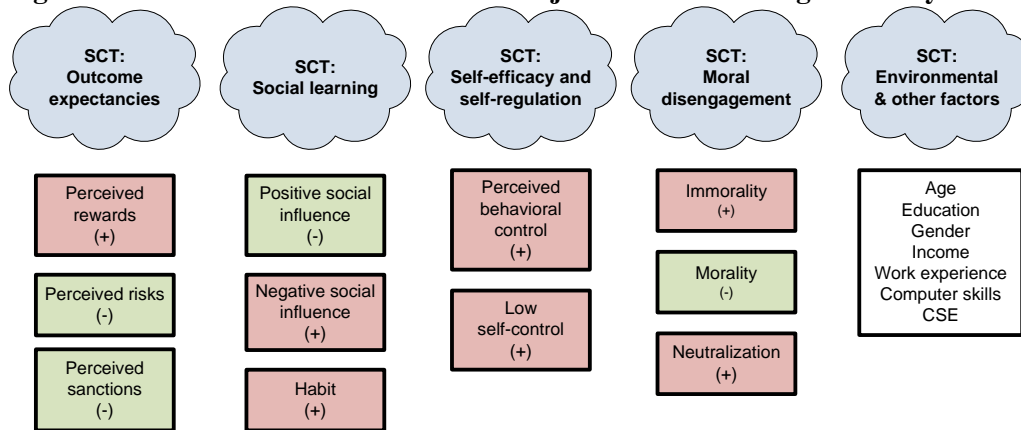 SCT:
Outcome
expectancies
SCT:
Social learning
SCT:
Self-efficacy and
self-regulation
SCT:
Moral
disengagement
SCT:
Environmental
& other factors
Perceived
rewards
(+)
Perceived risks
(-)
Perceived
sanctions
(-)
Positive social
influence
(-)
Negative social
influence
(+)
Habit
(+)
Perceived
behavioral
control
(+)
Low
self-control
(+)
Immorality
(+)
Morality
(-)
Neutralization
(+)
Age
Education
Gender
Income
Work experience
Computer skills
CSE